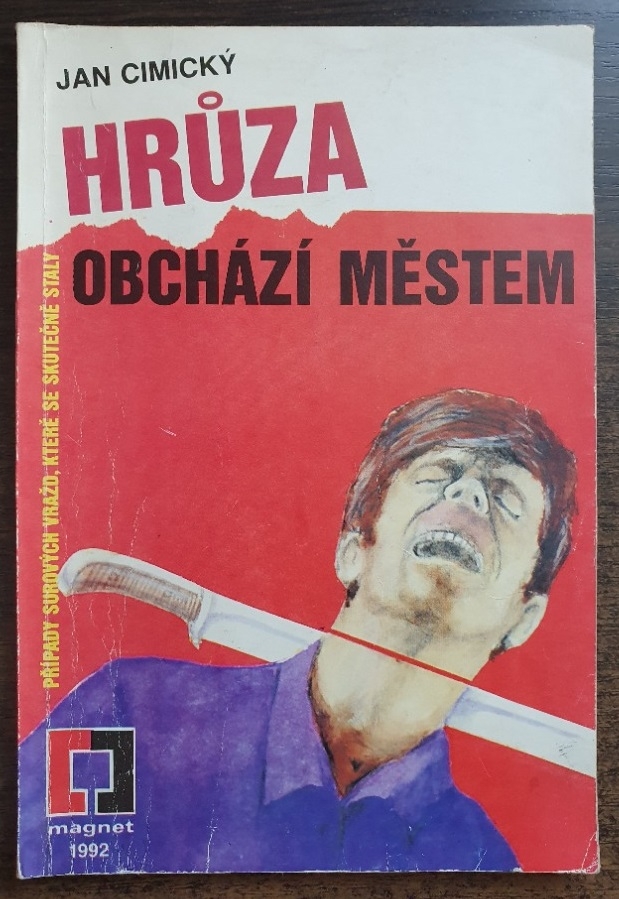 JAN CIMICKÝ
HRŮZA
OBCHÁZÍ MĚSTEM
PŘÍPADY SUROVÝCH VRAŽD, KTERÉ SE SKUTEČNĚ STALY
magnet
1992